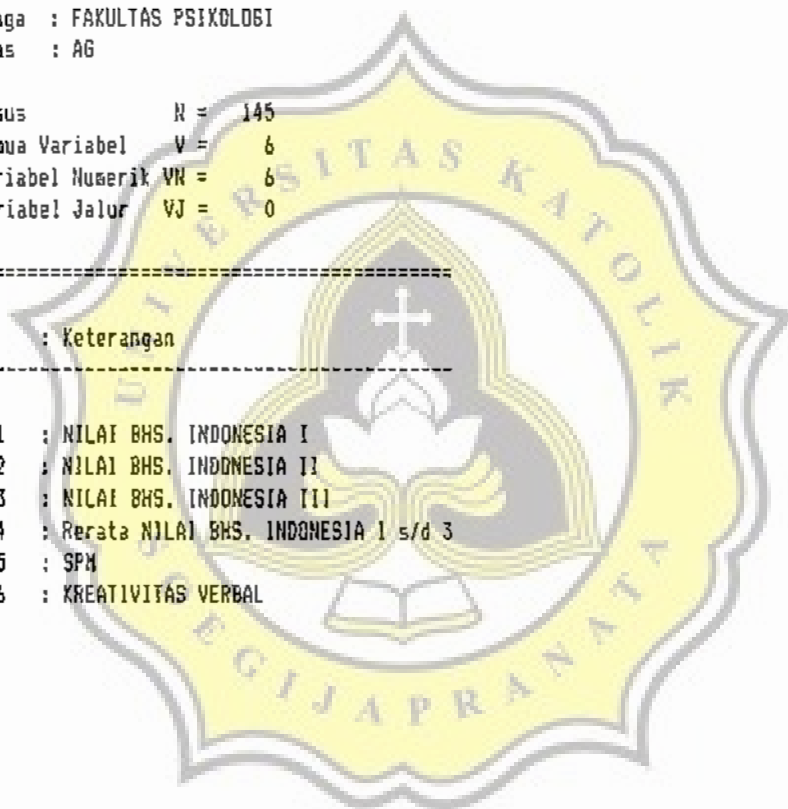 aga : FAKULTAS PSIKOLOGI
as : AG
sus N = 145
ua Variabel V = 6
riabel Numerik VN = 6
riabel Jalur VJ = 0
: Keterangan
1 : NILAI BHS. INDONESIA I
2 : NILAI BHS. INDONESIA II
3 : NILAI BHS. INDONESIA III
4 : Rerata NILAI BHS. INDONESIA 1 s/d 3
5 : SPM
6 : KREATIVITAS VERBAL
UNIVERSITAS KATOLIK
SOEGIJAPRANATA